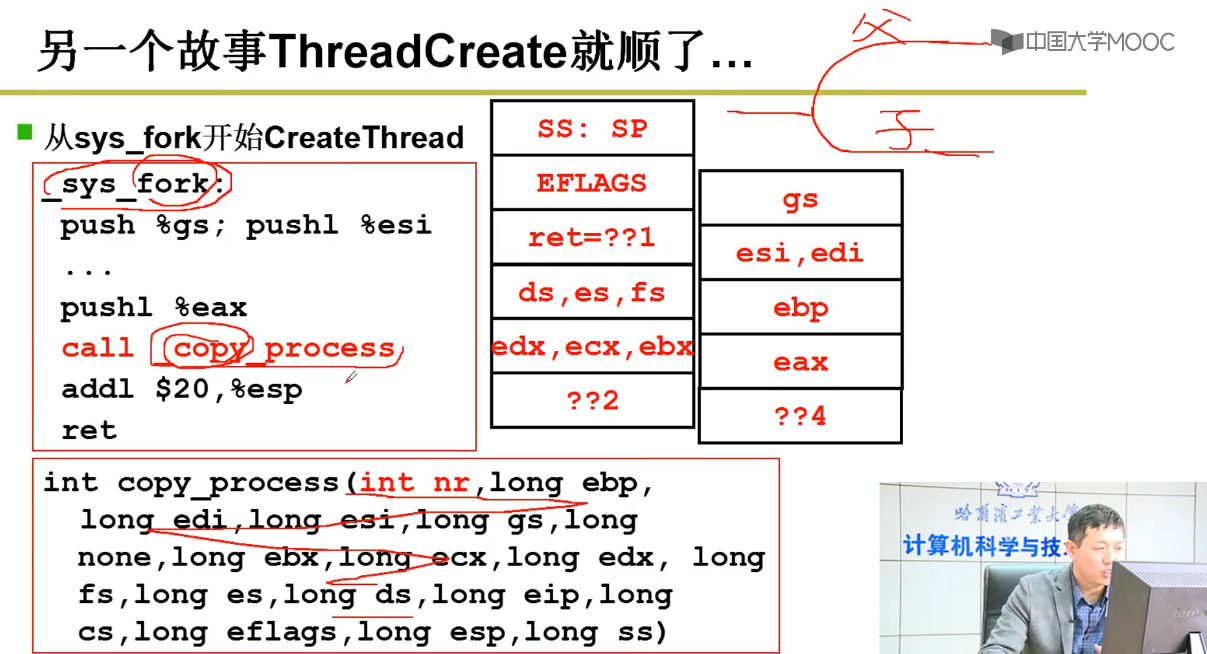 另一个故事ThreadCreate就顺了...
父
中国大学MOOC
子
从sys_fork开始CreateThread
_sys_fork:
push %gs; pushl %esi
...
pushl %eax
call _copy_process
addl $20,%esp
ret
SS: SP
EFLAGS
ret=??1
ds,es,fs
edx,ecx,ebx
??2
gs
esi,edi
ebp
eax
??4
int copy_process(int nr,long ebp,
long edi,long esi,long gs,long
none,long ebx,long ecx,long edx, long
fs,long es,long ds,long eip,long
cs,long eflags,long esp,long ss)
哈尔滨工业大学
计算机科学与技